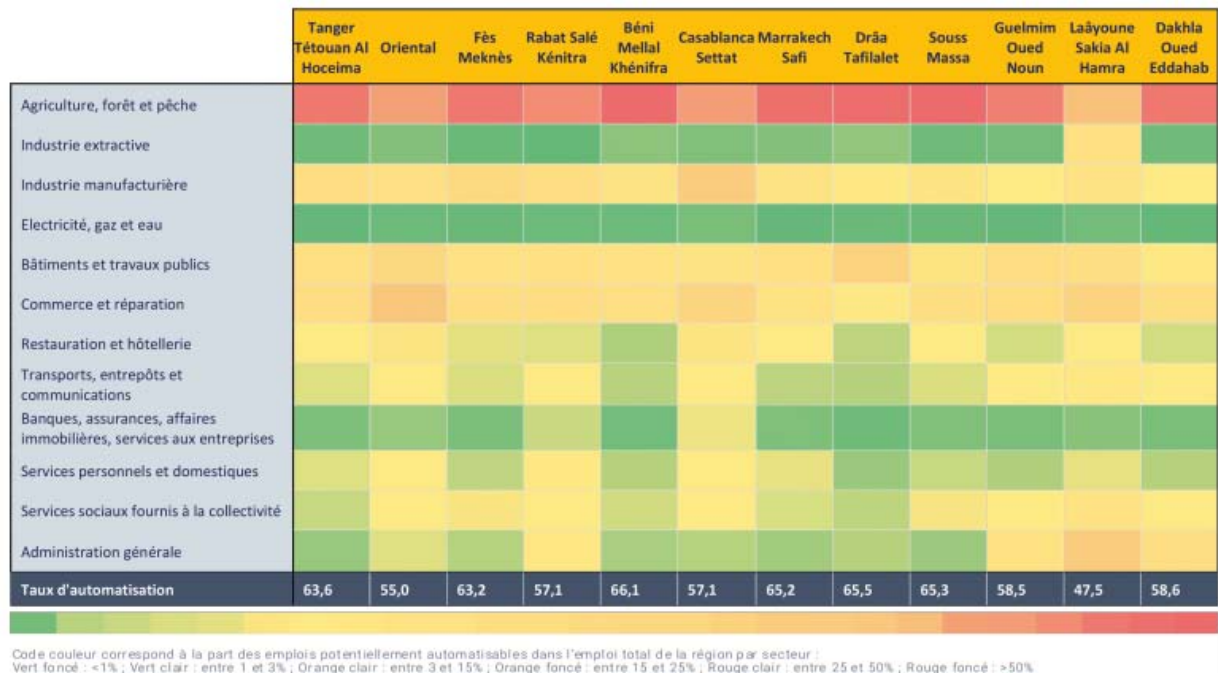 Tanger Tétouan Al Hoceima
Oriental
Fès Meknès
Rabat Salé Kénitra
Béni Mellal Khénifra
Casablanca Settat
Marrakech Safi
Drâa Tafilalet
Souss Massa
Guelmim Oued Noun
Laâyoune Sakia Al Hamra
Dakhla Oued Eddahab
Agriculture, forêt et pêche
Industrie extractive
Industrie manufacturière
Electricité, gaz et eau
Bâtiments et travaux publics
Commerce et réparation
Restauration et hôtellerie
Transports, entrepôts et
communications
Banques, assurances, affaires
immobilières, services aux entreprises
Services personnels et domestiques
Services sociaux fournis à la collectivité
Administration générale
Taux d'automatisation 63,6 55,0 63,2 57,1 66,1 57,1 65,2 65,5 65,3 58,5 47,5 58,6
Code couleur correspond à la part des emplois potentiellement automatisables dans l'emploi total de la région par secteur :
Vert foncé : <1% ; Vert clair : entre 1 et 3% ; Orange clair : entre 3 et 15% ; Orange foncé : entre 15 et 25% ; Rouge clair : entre 25 et 50% ; Rouge foncé : >50%